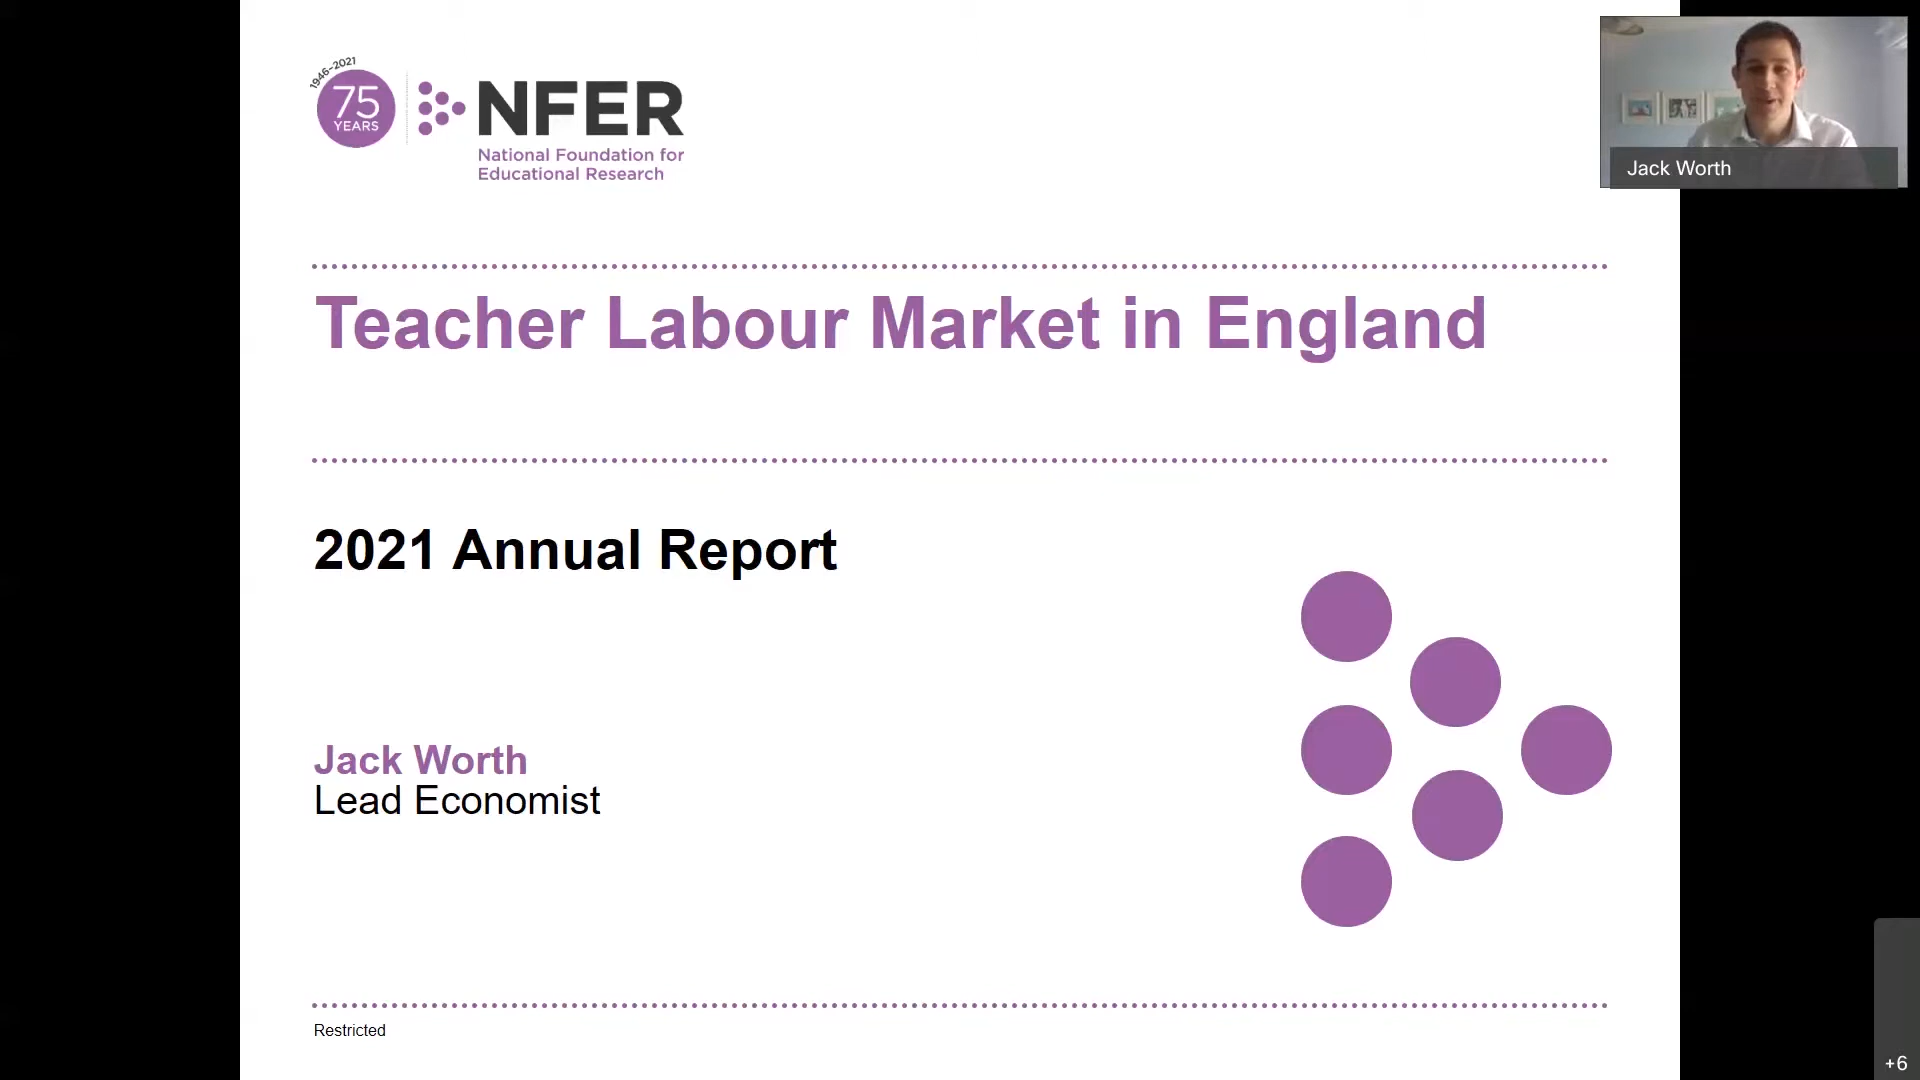 1946-2021
75
YEARS
NFER
National Foundation for
Educational Research
Jack Worth
Teacher Labour Market in England
2021 Annual Report
Jack Worth
Lead Economist
Restricted
+6